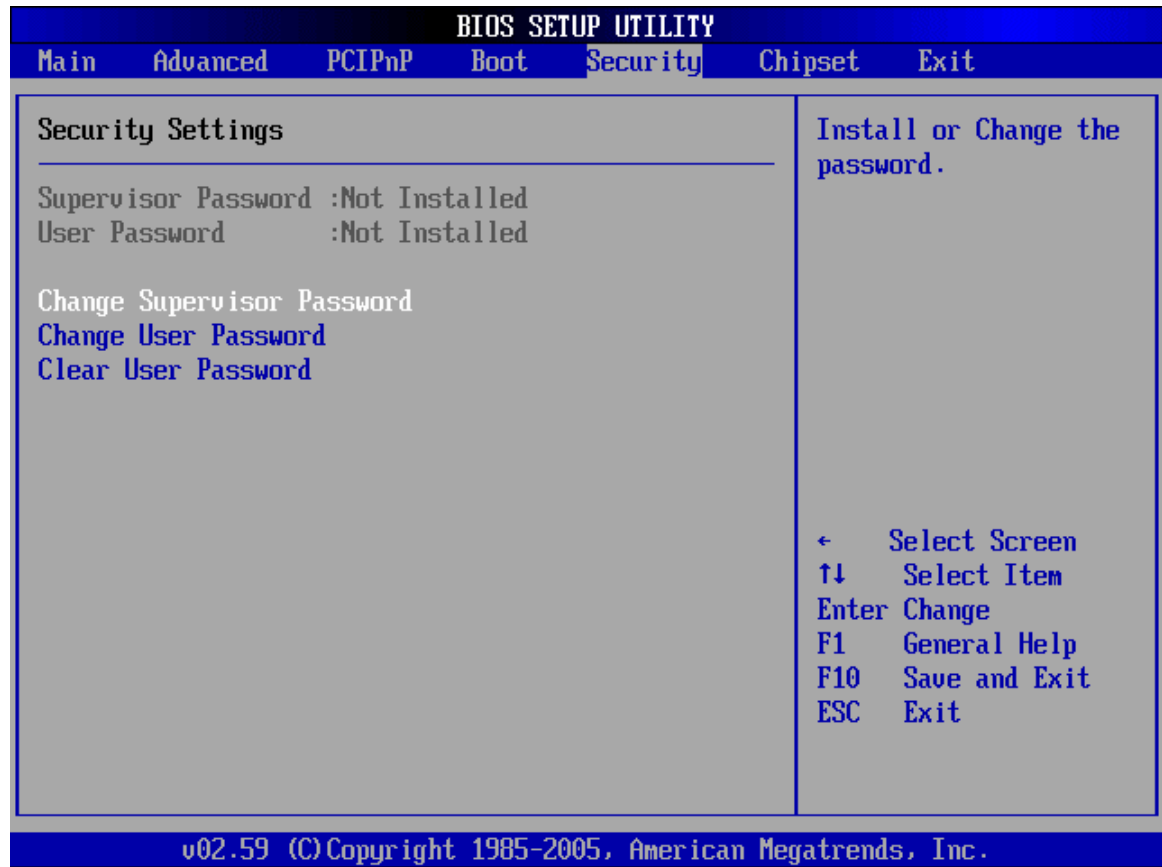 BIOS SETUP UTILITY
Main Advanced PCIPnP Boot Security Chipset Exit
Security Settings
Supervisor Password :Not Installed
User Password :Not Installed
Change Supervisor Password
Change User Password
Clear User Password
Install or Change the
password.
← Select Screen
↑↓ Select Item
Enter Change
F1 General Help
F10 Save and Exit
ESC Exit
v02.59 (C)Copyright 1985-2005, American Megatrends, Inc.